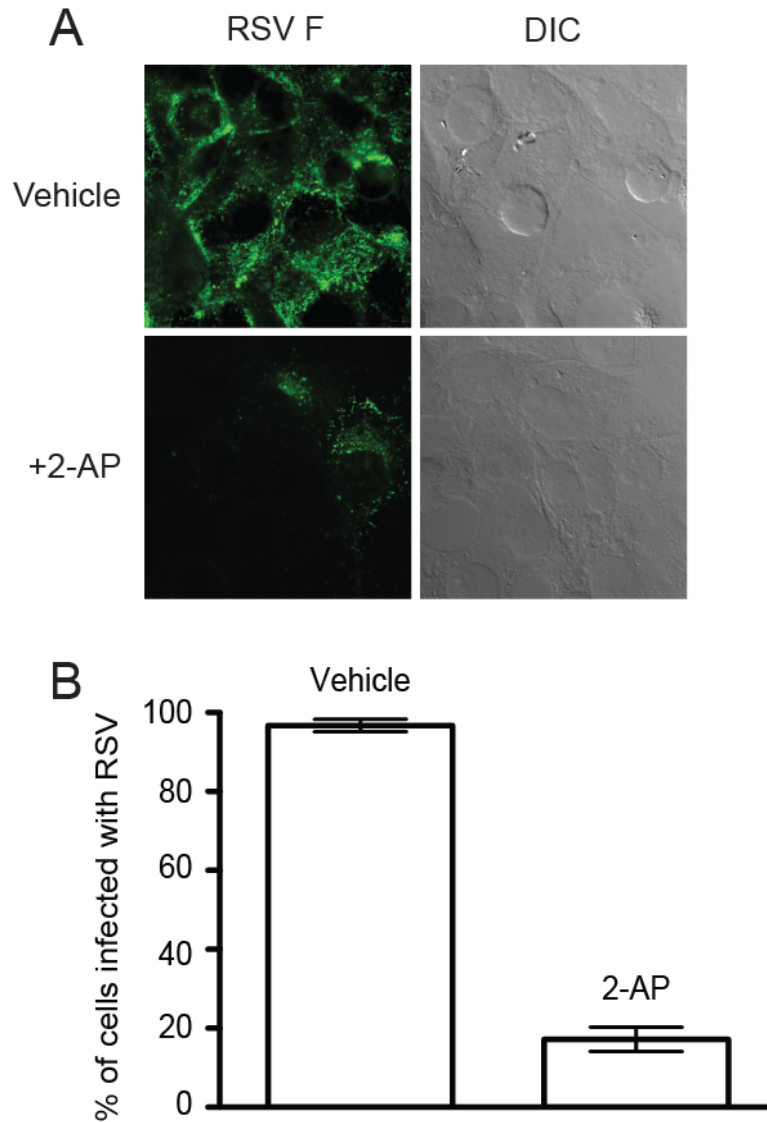 A
RSV F
DIC
Vehicle
+2-AP
B
Vehicle
% of cells infected with RSV
100
80
60
40
20
0
2-AP